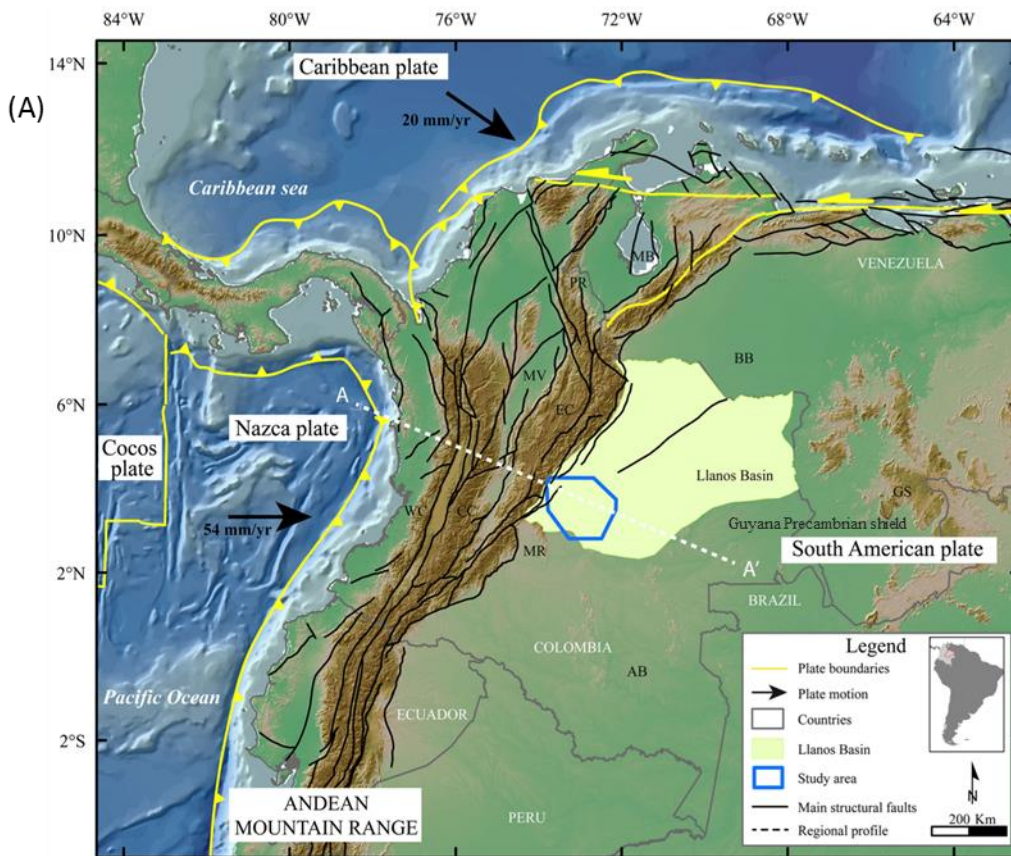 84°W 80°W 76°W 72°W 68°W 64°W
(A)
14°N
10°N
6°N
2°N
2°S
Caribbean plate
20 mm/yr
Caribbean sea
MB
VENEZUELA
PR
BB
MV
A
EC
Nazca plate
Cocos
plate
Llanos Basin
GS
WC
CC
54 mm/yr
Guyana Precambrian shield
MR
South American plate
A'
BRAZIL
COLOMBIA
AB
Pacific Ocean
ECUADOR
PERU
ANDEAN
MOUNTAIN RANGE
Legend
Plate boundaries
Plate motion
Countries
Llanos Basin
Study area
Main structural faults
Regional profile
N
200 Km